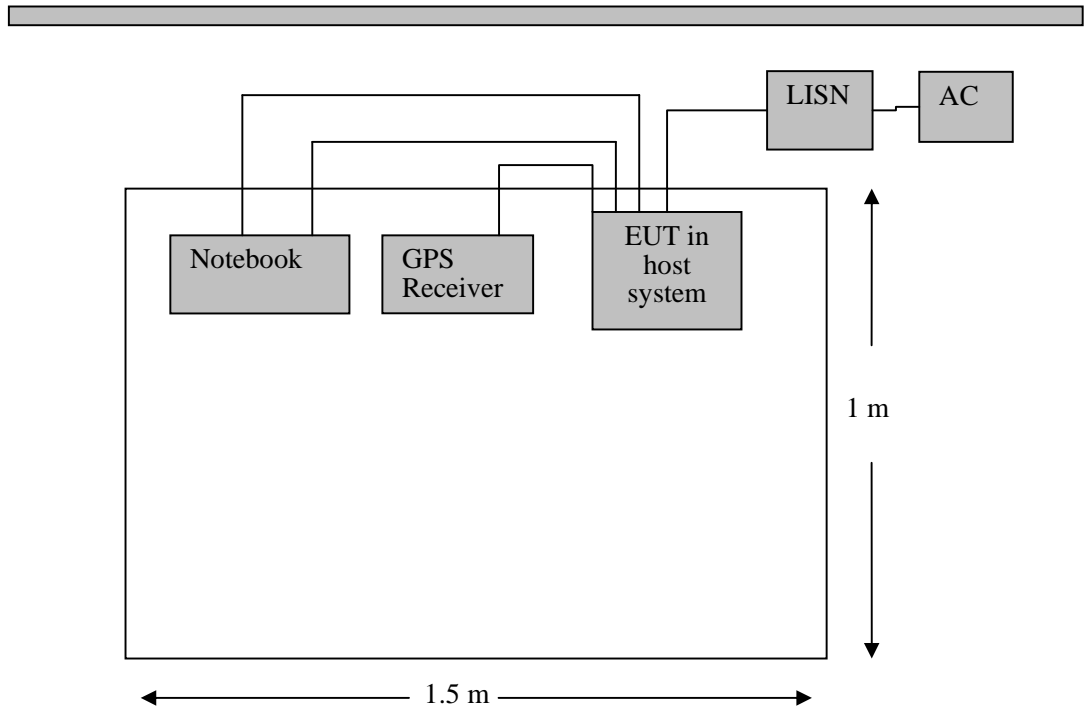 LISN
AC
Notebook
GPS
Receiver
EUT in
host
system
1 m
1.5 m